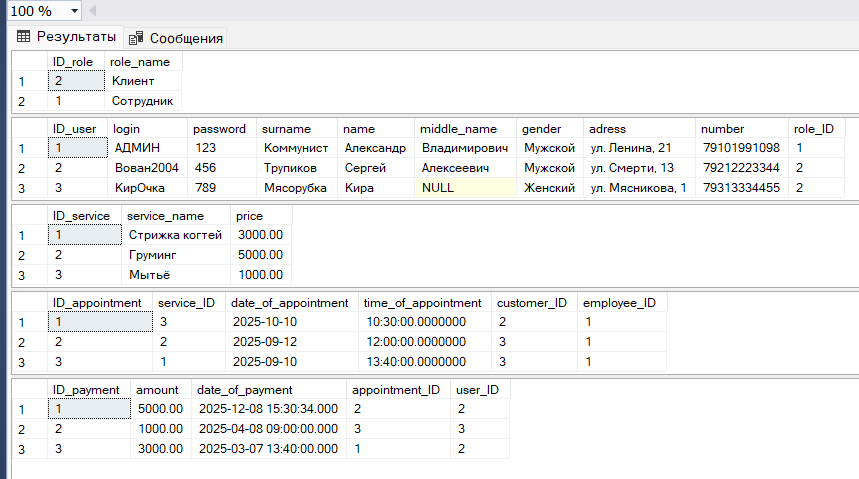 100 %
Результаты Сообщения
ID_role role_name
1 2 Клиент
2 1 Сотрудник
ID_user login password surname name middle_name gender adress number role_ID
1 1 АДМИН 123 Коммунист Александр Владимирович Мужской ул. Ленина, 21 79101991098 1
2 2 Вован2004 456 Трупиков Сергей Алексеевич Мужской ул. Смерти, 13 79212223344 2
3 3 КирОчка 789 Мясорубка Кира NULL Женский ул. Мясникова, 1 79313334455 2
ID_service service_name price
1 1 Стрижка когтей 3000.00
2 2 Груминг 5000.00
3 3 Мытьё 1000.00
ID_appointment service_ID date_of_appointment time_of_appointment customer_ID employee_ID
1 1 3 2025-10-10 10:30:00.0000000 2 1
2 2 2 2025-09-12 12:00:00.0000000 3 1
3 3 1 2025-09-10 13:40:00.0000000 3 1
ID_payment amount date_of_payment appointment_ID user_ID
1 1 5000.00 2025-12-08 15:30:34.000 2 2
2 2 1000.00 2025-04-08 09:00:00.000 3 3
3 3 3000.00 2025-03-07 13:40:00.000 1 2